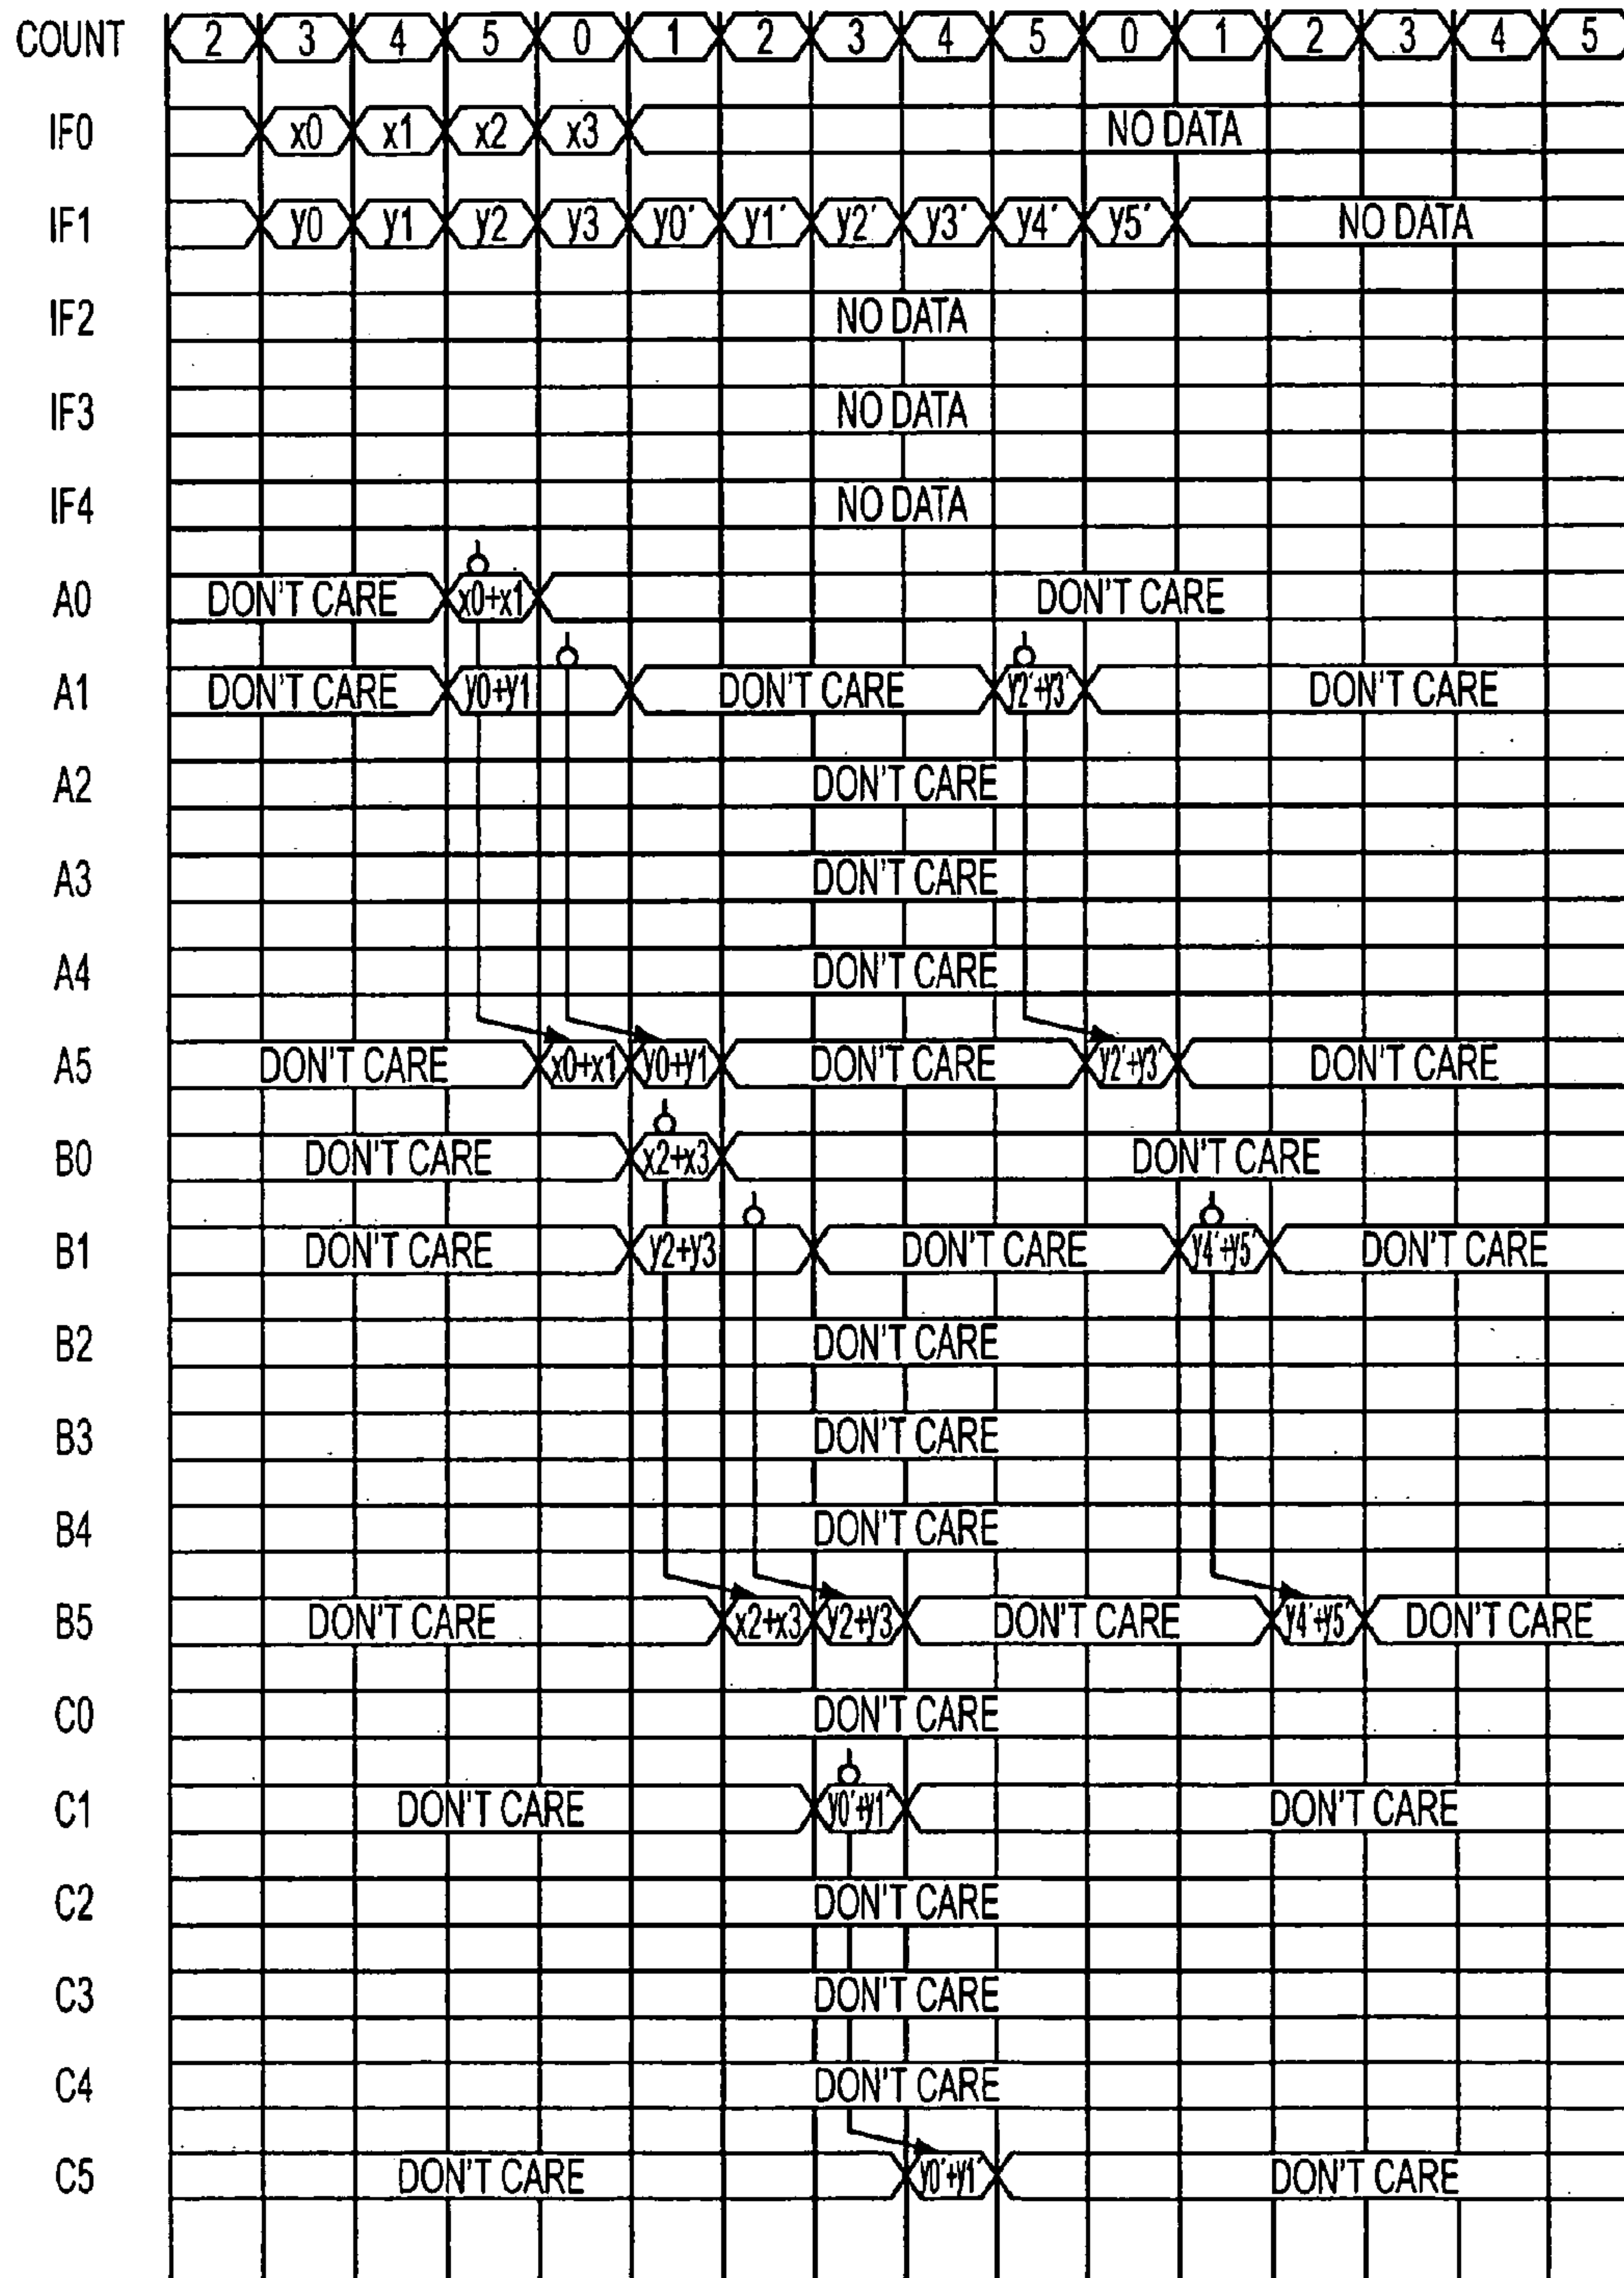 COUNT 2 3 4 5 0 1 2 3 4 5 0 1 2 3 4 5
IF0 x0 x1 x2 x3 NO DATA
IF1 y0 y1 y2 y3 y0´ y1´ y2´ y3´ y4´ y5´ NO DATA
IF2 NO DATA
IF3 NO DATA
IF4 NO DATA
A0 DON'T CARE x0+x1 DON'T CARE
A1 DON'T CARE y0+y1 DON'T CARE y2´+y3´ DON'T CARE
A2 DON'T CARE
A3 DON'T CARE
A4 DON'T CARE
A5 DON'T CARE x0+x1 y0+y1 DON'T CARE y2´+y3´ DON'T CARE
B0 DON'T CARE x2+x3 DON'T CARE
B1 DON'T CARE y2+y3 DON'T CARE y4´+y5´ DON'T CARE
B2 DON'T CARE
B3 DON'T CARE
B4 DON'T CARE
B5 DON'T CARE x2+x3 y2+y3 DON'T CARE y4´+y5´ DON'T CARE
C0 DON'T CARE
C1 DON'T CARE y0´+y1´ DON'T CARE
C2 DON'T CARE
C3 DON'T CARE
C4 DON'T CARE
C5 DON'T CARE y0´+y1´ DON'T CARE